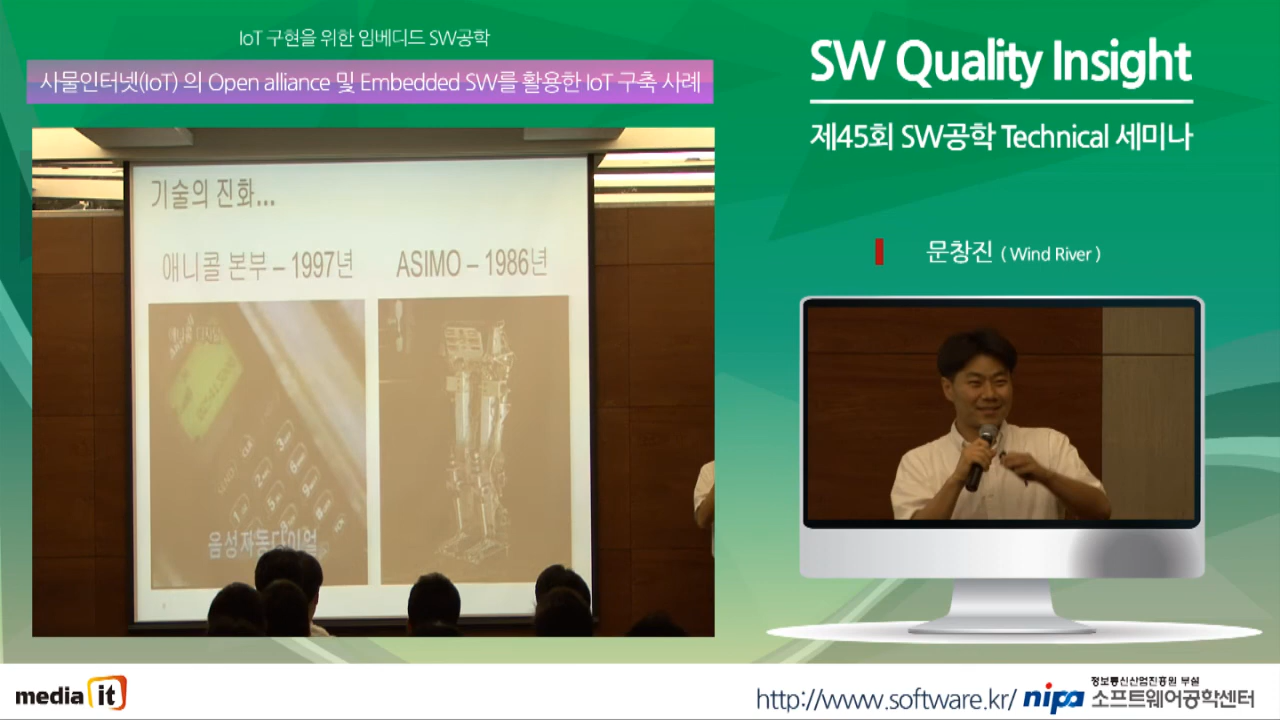 IoT 구현을 위한 임베디드 SW공학
사물인터넷(IoT) 의 Open alliance 및 Embedded SW를 활용한 IoT 구축 사례
SW Quality Insight
제45회 SW공학 Technical 세미나
문창진 ( Wind River )
기술의 진화...
애니콜 본부 – 1997년
ASIMO – 1986년
음성자동다이얼
media it
http://www.software.kr/
nipa
정보통신산업진흥원 부설
소프트웨어공학센터